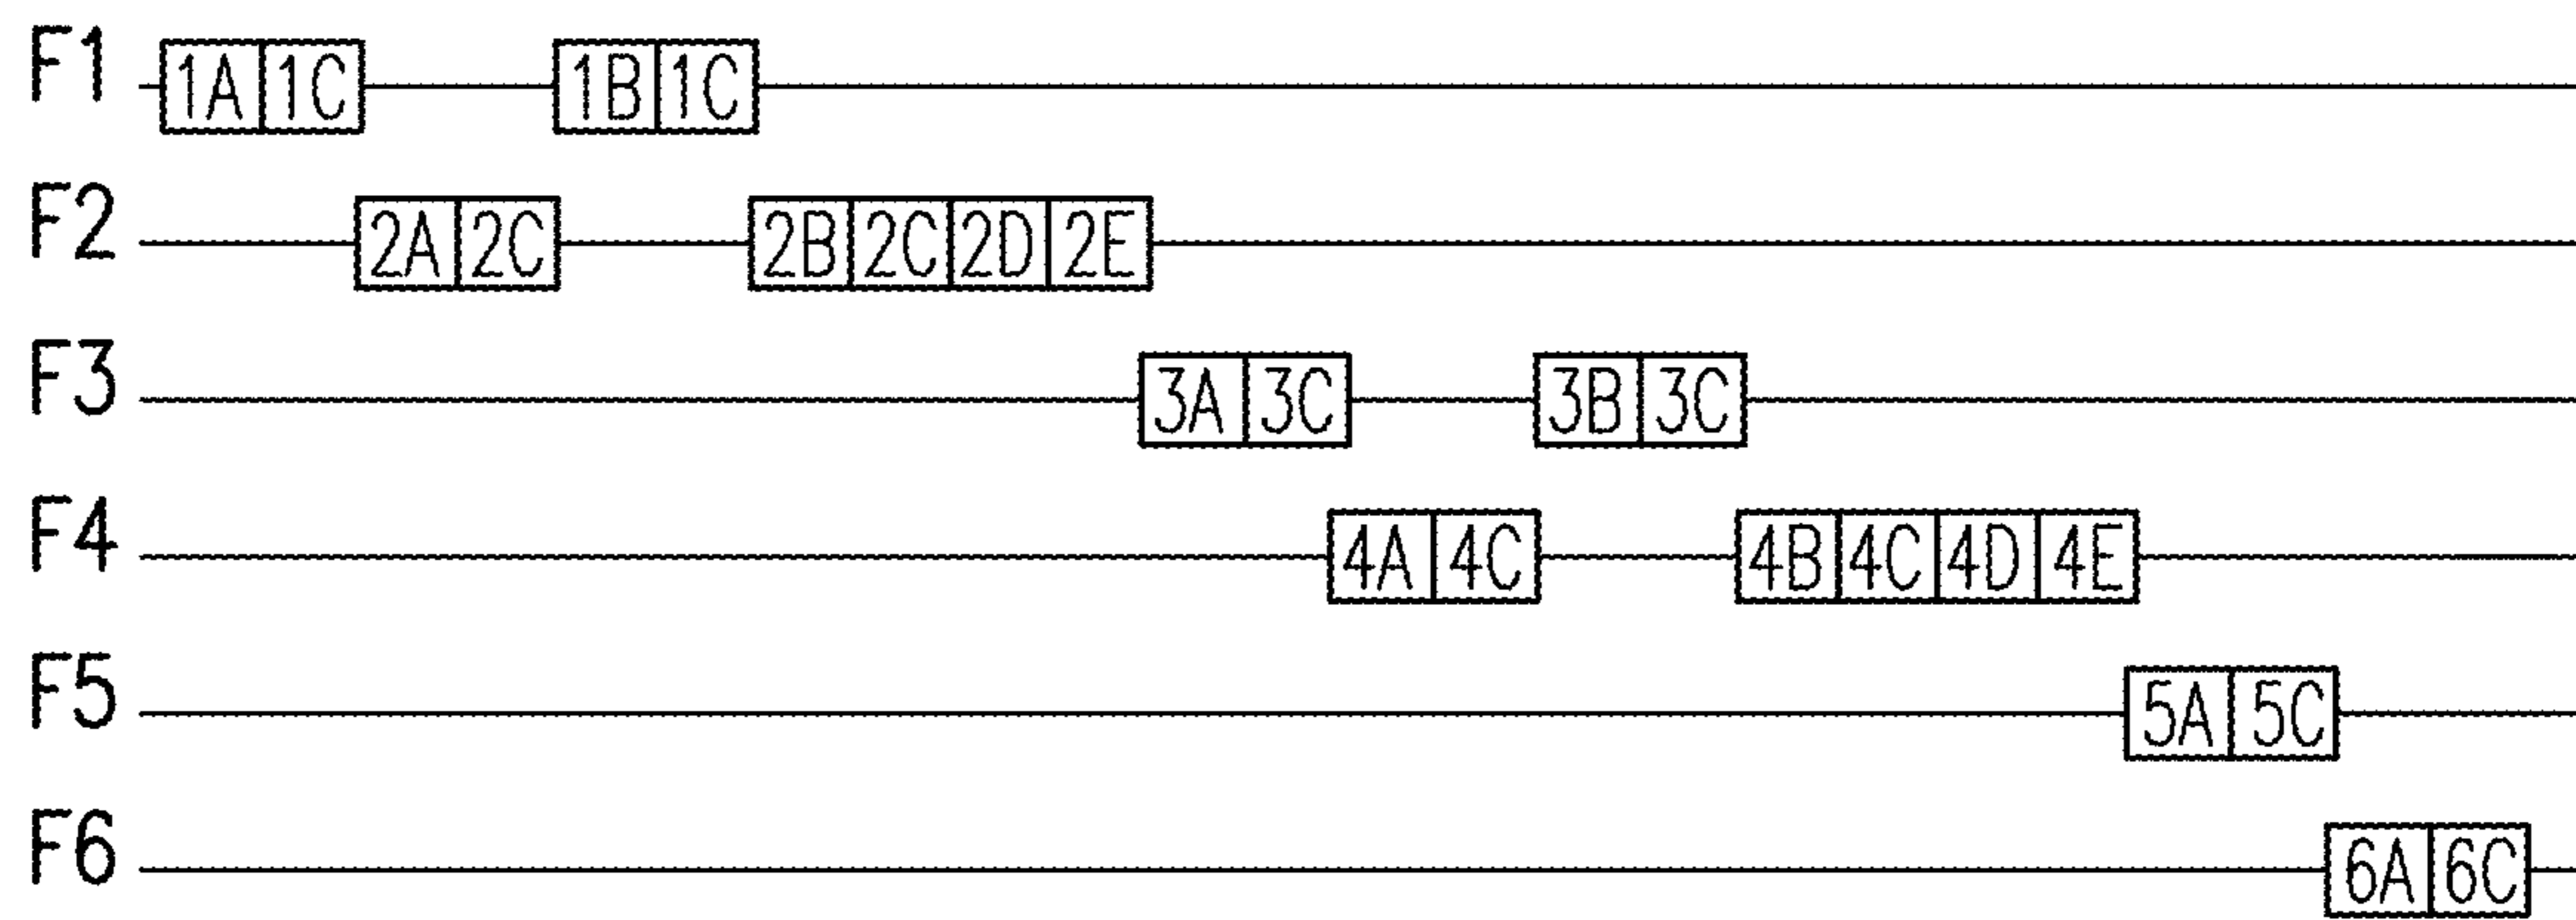 F1 1A 1C 1B 1C
F2 2A 2C 2B 2C 2D 2E
F3 3A 3C 3B 3C
F4 4A 4C 4B 4C 4D 4E
F5 5A 5C
F6 6A 6C